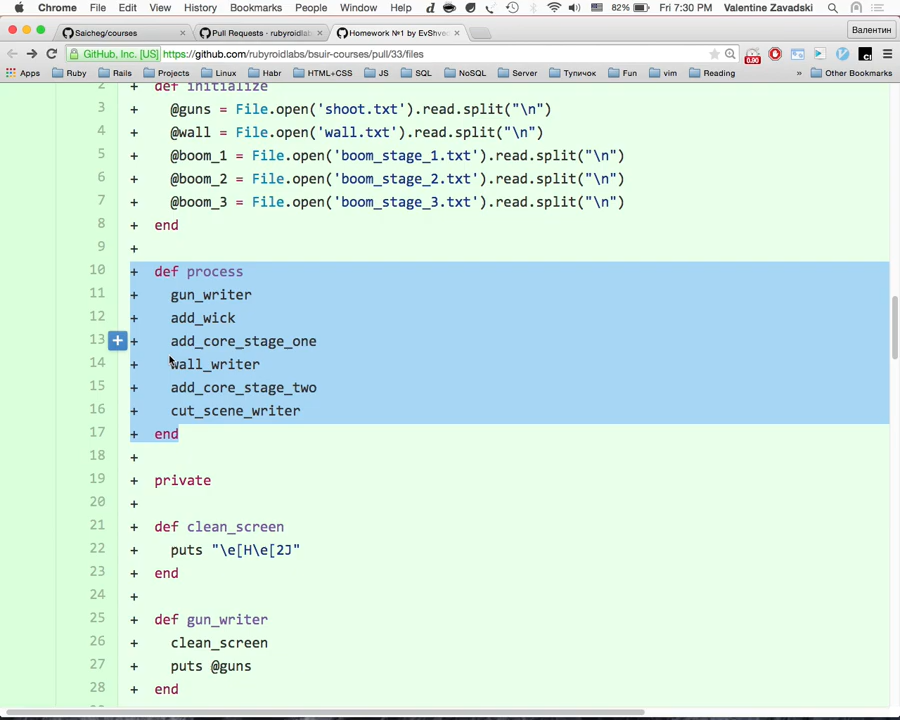 Chrome File Edit View History Bookmarks People Window Help 82% Fri 7:30 PM Valentine Zavadski
Saicheg/courses Pull Requests · rubyroidlab Homework №1 by EvShvec Валентин
GitHub, Inc. [US] https://github.com/rubyroidlabs/bsuir-courses/pull/33/files 0.00
Apps Ruby Rails Projects Linux Habr HTML+CSS JS SQL NoSQL Server Туничок Fun vim Reading » Other Bookmarks
2 + def initialize
3 + @guns = File.open('shoot.txt').read.split("\n")
4 + @wall = File.open('wall.txt').read.split("\n")
5 + @boom_1 = File.open('boom_stage_1.txt').read.split("\n")
6 + @boom_2 = File.open('boom_stage_2.txt').read.split("\n")
7 + @boom_3 = File.open('boom_stage_3.txt').read.split("\n")
8 + end
9 +
10 + def process
11 + gun_writer
12 + add_wick
13 + add_core_stage_one
14 + wall_writer
15 + add_core_stage_two
16 + cut_scene_writer
17 + end
18 +
19 + private
20 +
21 + def clean_screen
22 + puts "\e[H\e[2J"
23 + end
24 +
25 + def gun_writer
26 + clean_screen
27 + puts @guns
28 + end